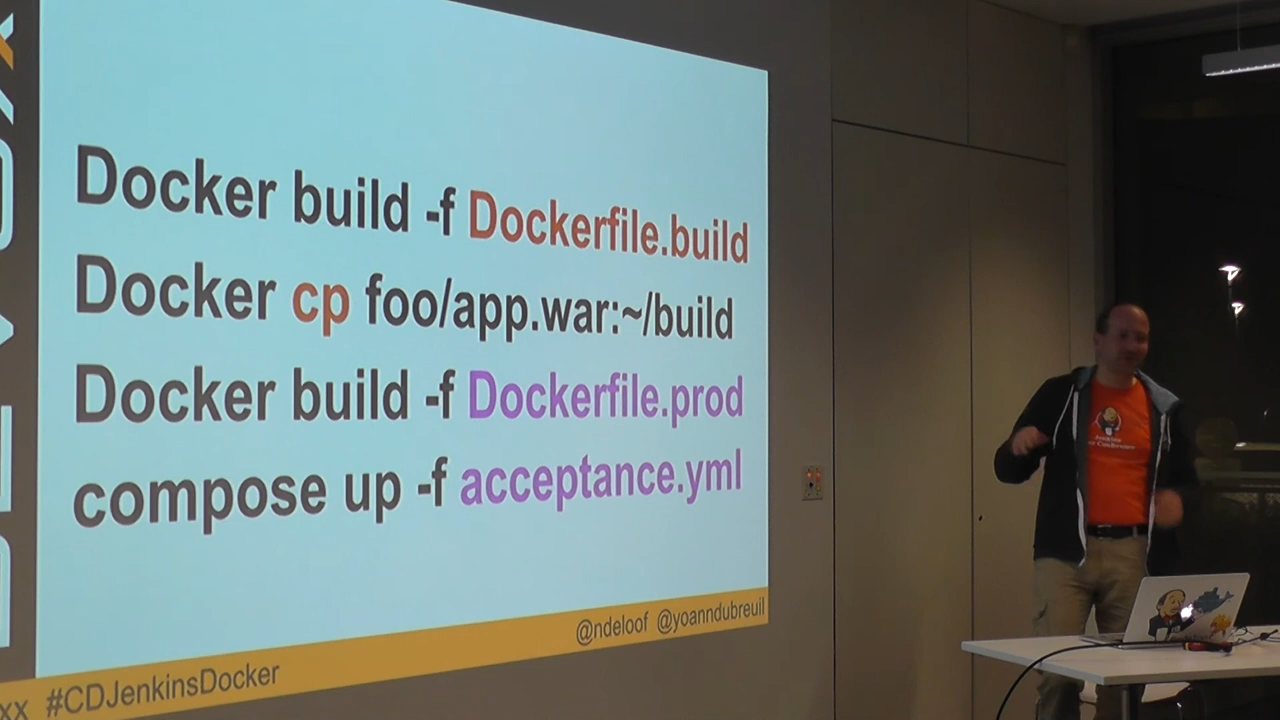 Docker build -f Dockerfile.build
Docker cp foo/app.war:~/build
Docker build -f Dockerfile.prod
compose up -f acceptance.yml
@ndeloof @yoanndubreuil
#CDJenkinsDocker
Jenkins